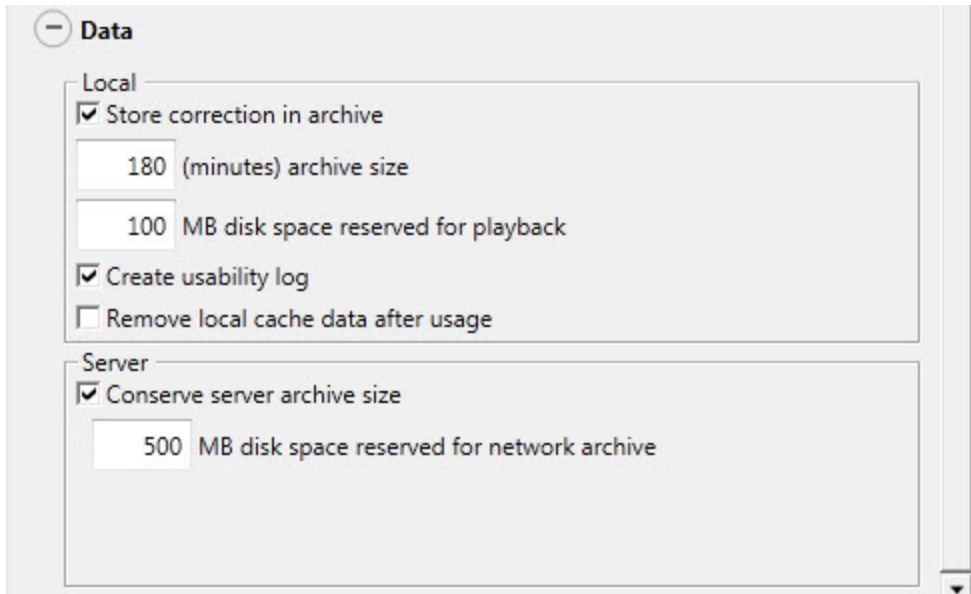 Data
Local
Store correction in archive
180 (minutes) archive size
100 MB disk space reserved for playback
Create usability log
Remove local cache data after usage
Server
Conserve server archive size
500 MB disk space reserved for network archive